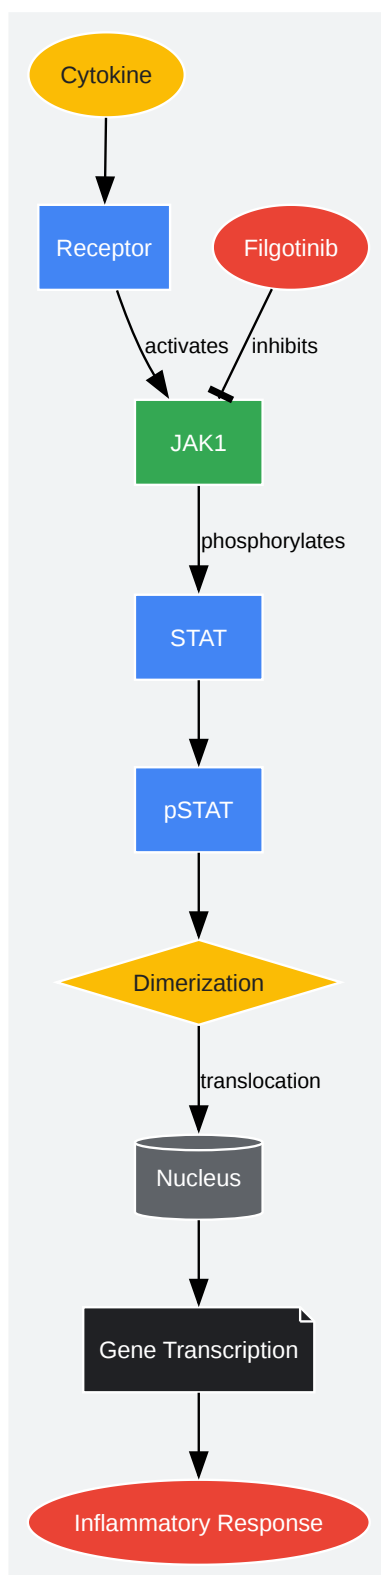 Cytokine
Receptor
Filgotinib
activates
inhibits
JAK1
phosphorylates
STAT
pSTAT
Dimerization
translocation
Nucleus
Gene Transcription
Inflammatory Response